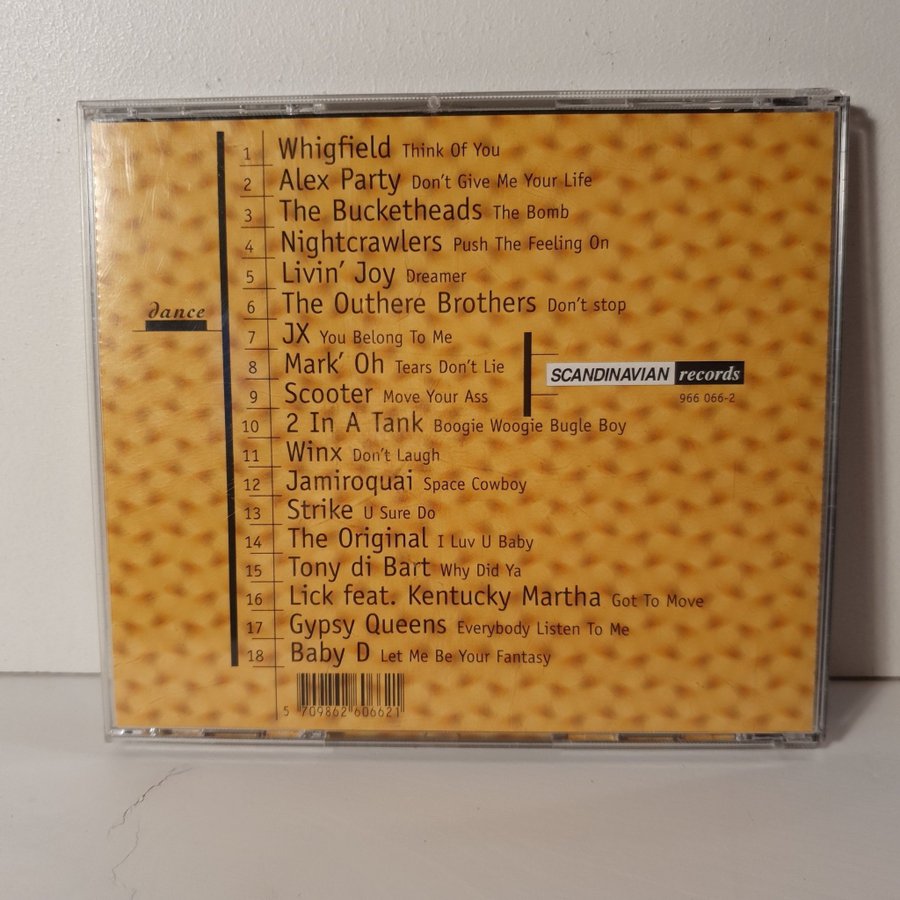 1 Whigfield Think Of You
2 Alex Party Don't Give Me Your Life
3 The Bucketheads The Bomb
4 Nightcrawlers Push The Feeling On
5 Livin' Joy Dreamer
6 The Outhere Brothers Don't stop
dance
7 JX You Belong To Me
8 Mark' Oh Tears Don't Lie
SCANDINAVIAN records
9 Scooter Move Your Ass
966 066-2
10 2 In A Tank Boogie Woogie Bugle Boy
11 Winx Don't Laugh
12 Jamiroquai Space Cowboy
13 Strike U Sure Do
14 The Original I Luv U Baby
15 Tony di Bart Why Did Ya
16 Lick feat. Kentucky Martha Got To Move
17 Gypsy Queens Everybody Listen To Me
18 Baby D Let Me Be Your Fantasy
5 709862 606621